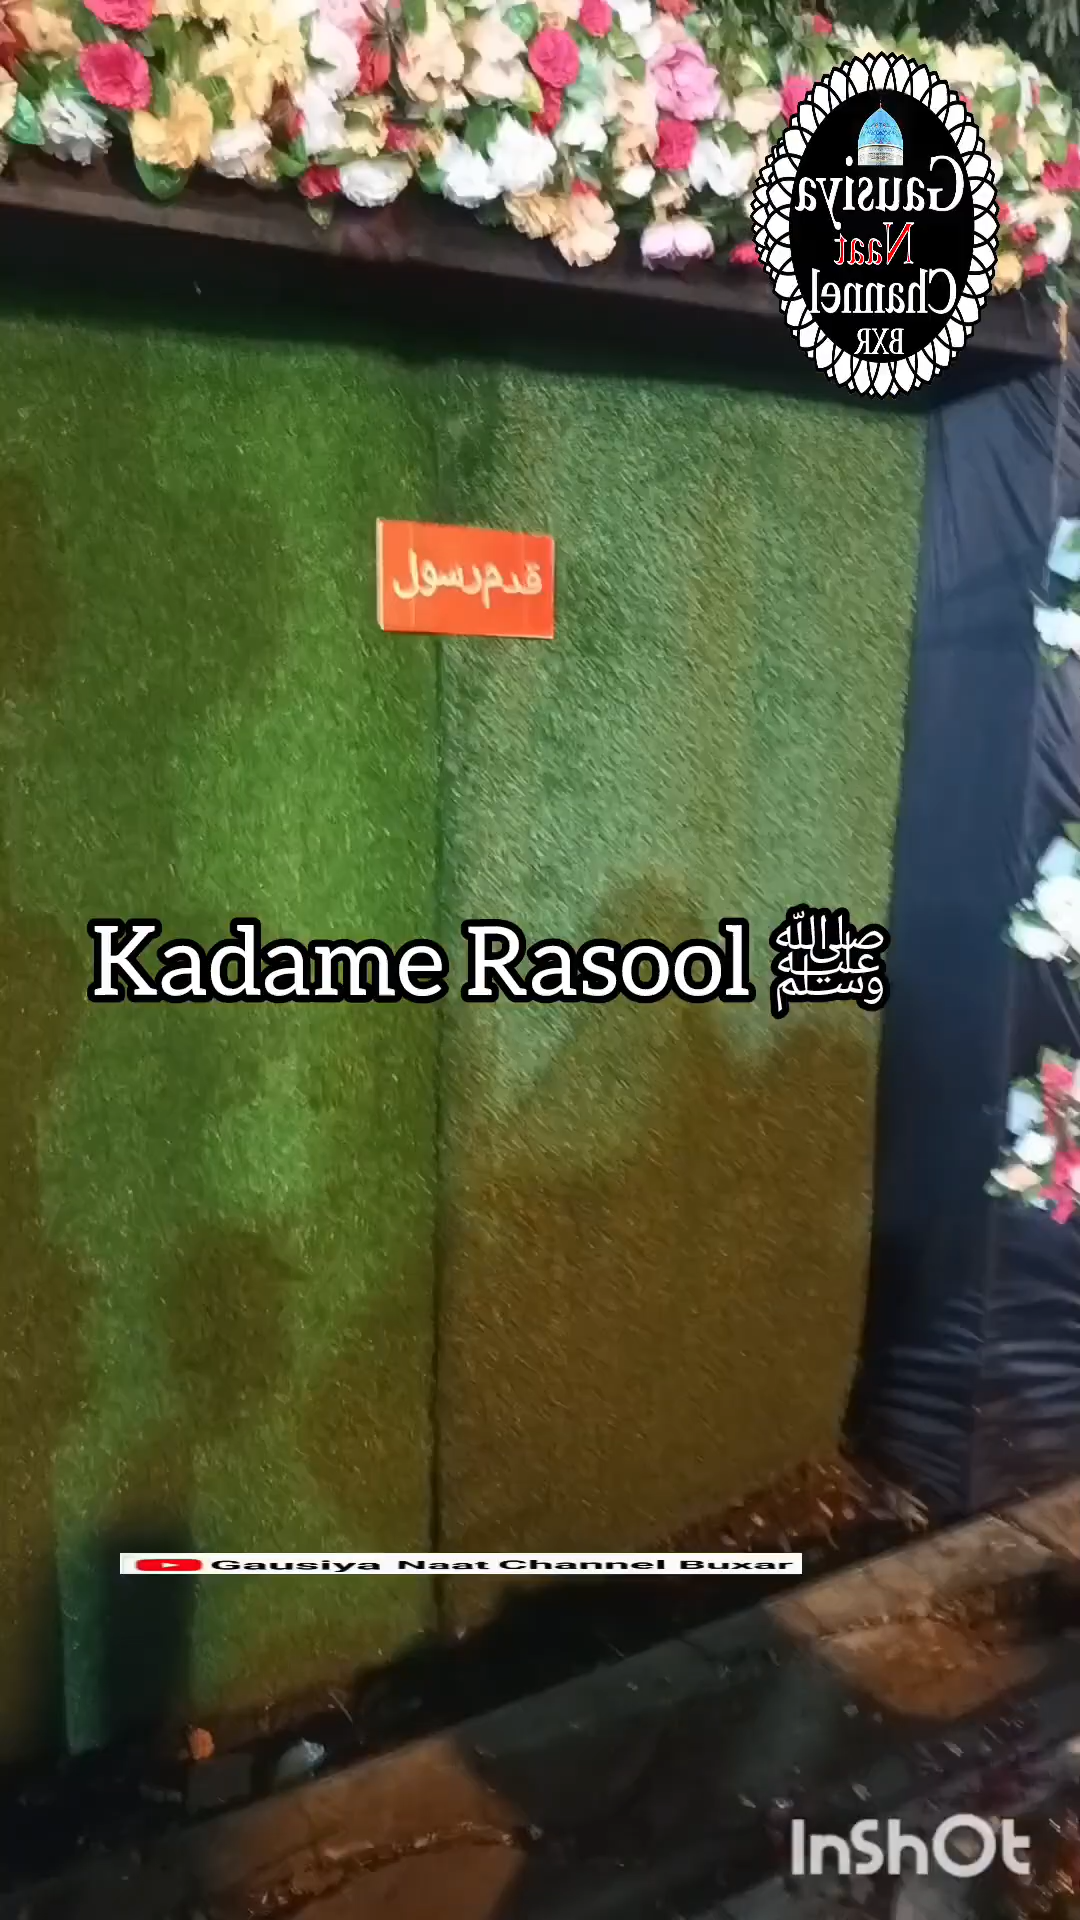 Gausiya
Naat
Channel
BXR
قدم رسول
Kadame Rasool ﷺ
Gausiya Naat Channel Buxar
InShOt